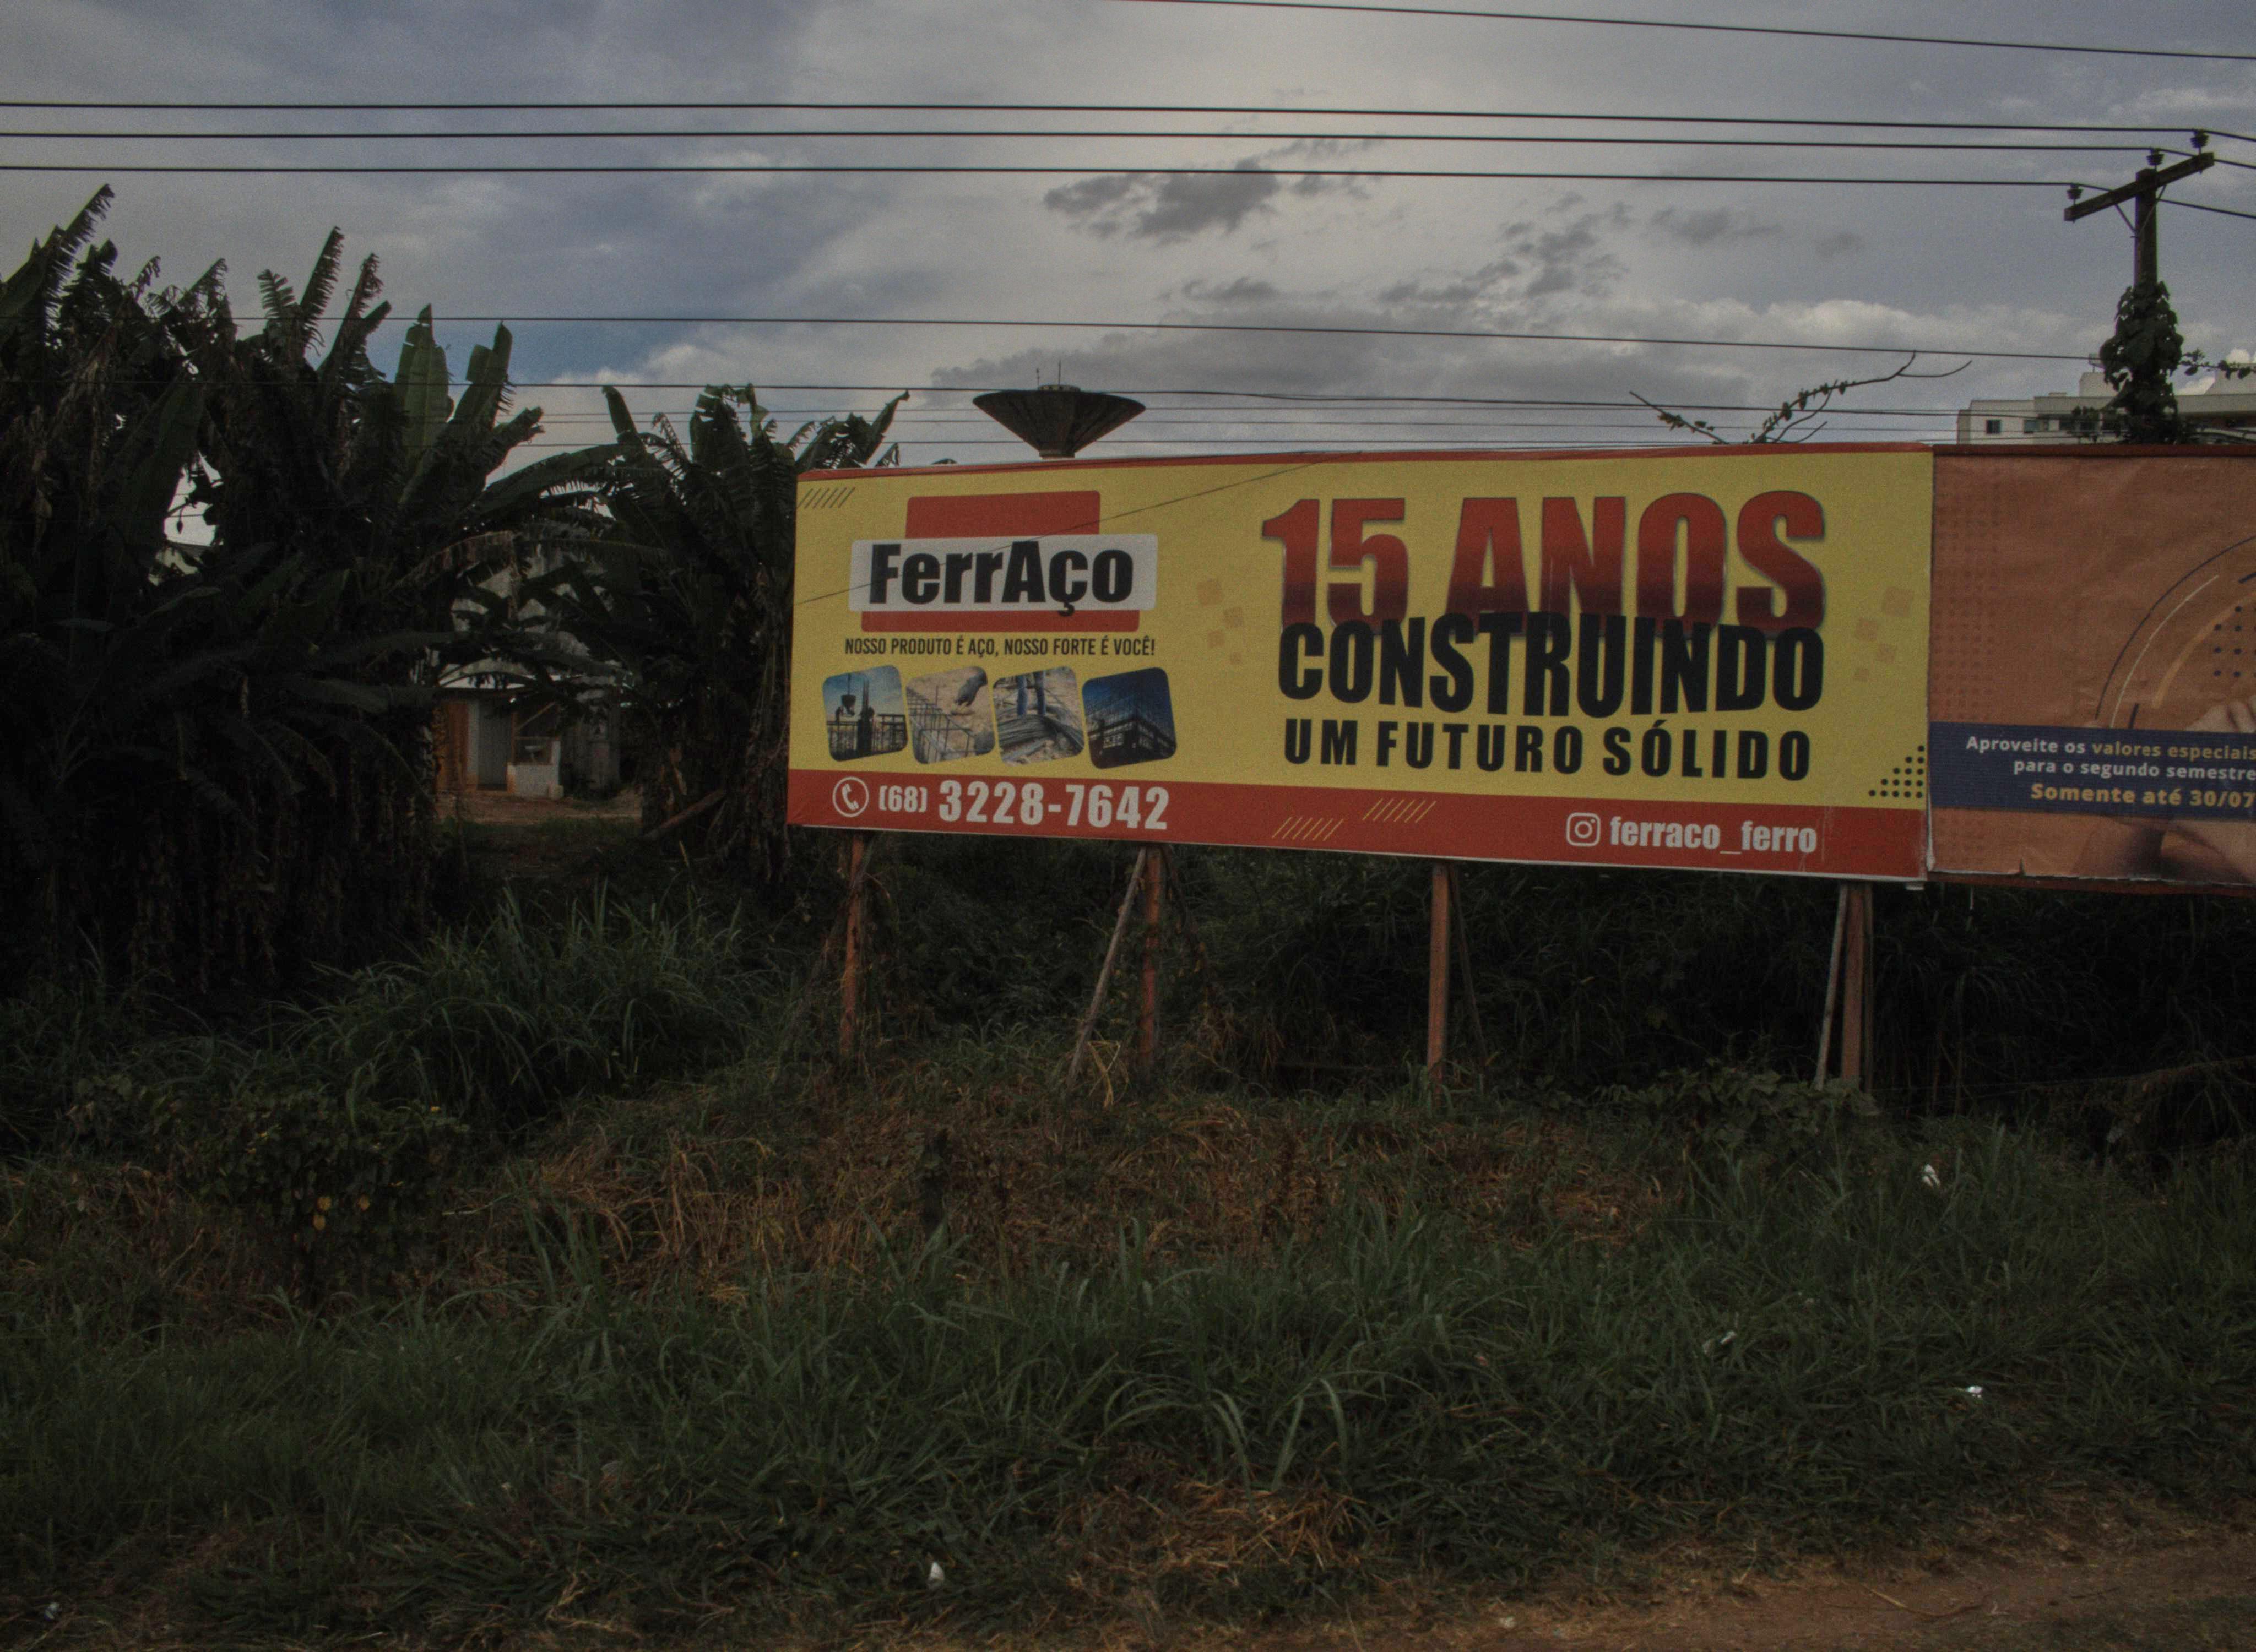 FerrAço
NOSSO PRODUTO É AÇO, NOSSO FORTE É VOCÊ!
(68) 3228-7642
15 ANOS
CONSTRUINDO
UM FUTURO SÓLIDO
ferraco_ferro
Aproveite os valores especiais
para o segundo semestre
Somente até 30/07